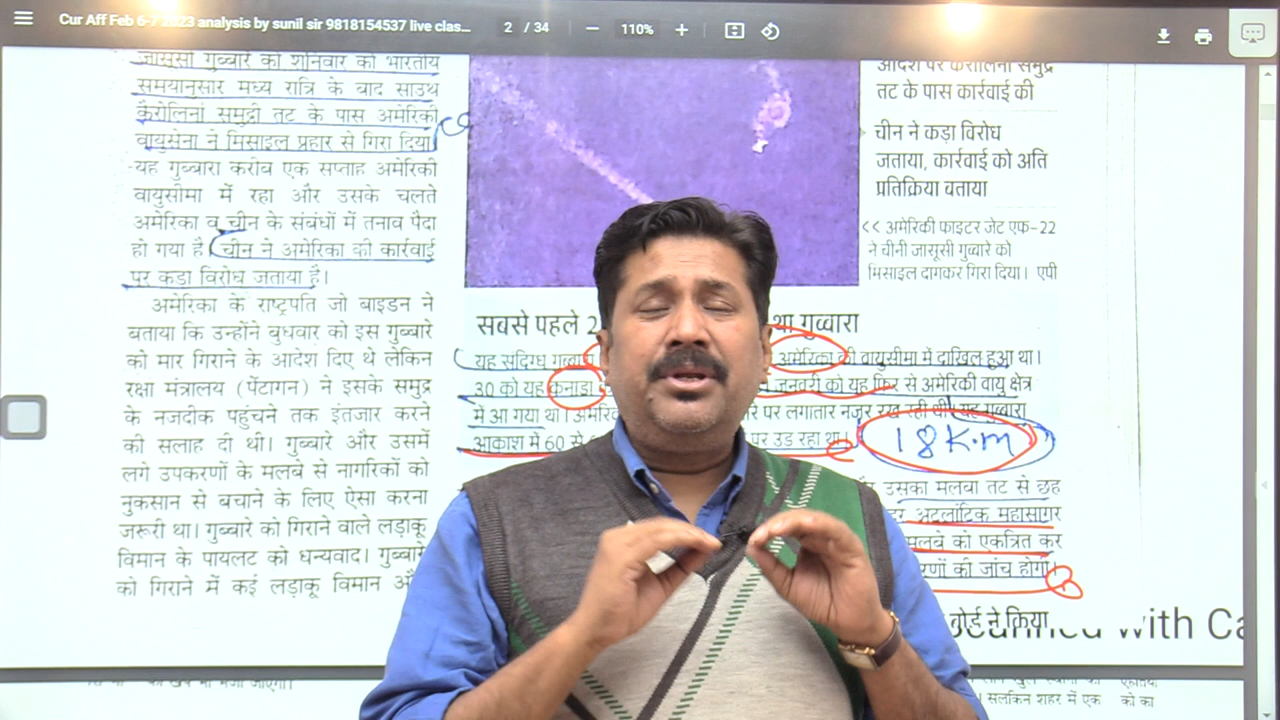 Cur Aff Feb 6-7 2023 analysis by sunil sir 9818154537 live clas...
2 / 34
110%
जासूसी गुब्बारे को शनिवार को भारतीय
समयानुसार मध्य रात्रि के बाद साउथ
कैरोलिना समुद्री तट के पास अमेरिकी
वायुसेना ने मिसाइल प्रहार से गिरा दिया।
यह गुब्बारा करीब एक सप्ताह अमेरिकी
वायुसीमा में रहा और उसके चलते
अमेरिका व चीन के संबंधों में तनाव पैदा
हो गया है। चीन ने अमेरिका की कार्रवाई
पर कड़ा विरोध जताया है।
अमेरिका के राष्ट्रपति जो बाइडन ने
बताया कि उन्होंने बुधवार को इस गुब्बारे
को मार गिराने के आदेश दिए थे लेकिन
रक्षा मंत्रालय (पेंटागन) ने इसके समुद्र
के नजदीक पहुंचने तक इंतजार करने
की सलाह दी थी। गुब्बारे और उसमें
लगे उपकरणों के मलबे से नागरिकों को
नुकसान से बचाने के लिए ऐसा करना
जरूरी था। गुब्बारे को गिराने वाले लड़ाकू
विमान के पायलट को धन्यवाद। गुब्बारे
को गिराने में कई लड़ाकू विमान
आदेश पर कैरोलिना समुद्र
तट के पास कार्रवाई की
चीन ने कड़ा विरोध
जताया, कार्रवाई को अति
प्रतिक्रिया बताया
<< अमेरिकी फाइटर जेट एफ-22
ने चीनी जासूसी गुब्बारे को
मिसाइल दागकर गिरा दिया। एपी
सबसे पहले 2 था गुब्बारा
यह संदिग्ध गुब्बारा अमेरिका की वायुसीमा में दाखिल हुआ था।
30 को यह कनाडा जनवरी को यह फिर से अमेरिकी वायु क्षेत्र
में आ गया था। पर लगातार नजर रख रही थी। यह गुब्बारा
आकाश में 60 से पर उड़ रहा था।
18 K.m
उसका मलबा तट से छह
अटलांटिक महासागर
मलबे को एकत्रित कर
की जांच होगी।
बोर्ड ने किया
with Ca
सर्लाकन शहर में एक
को का